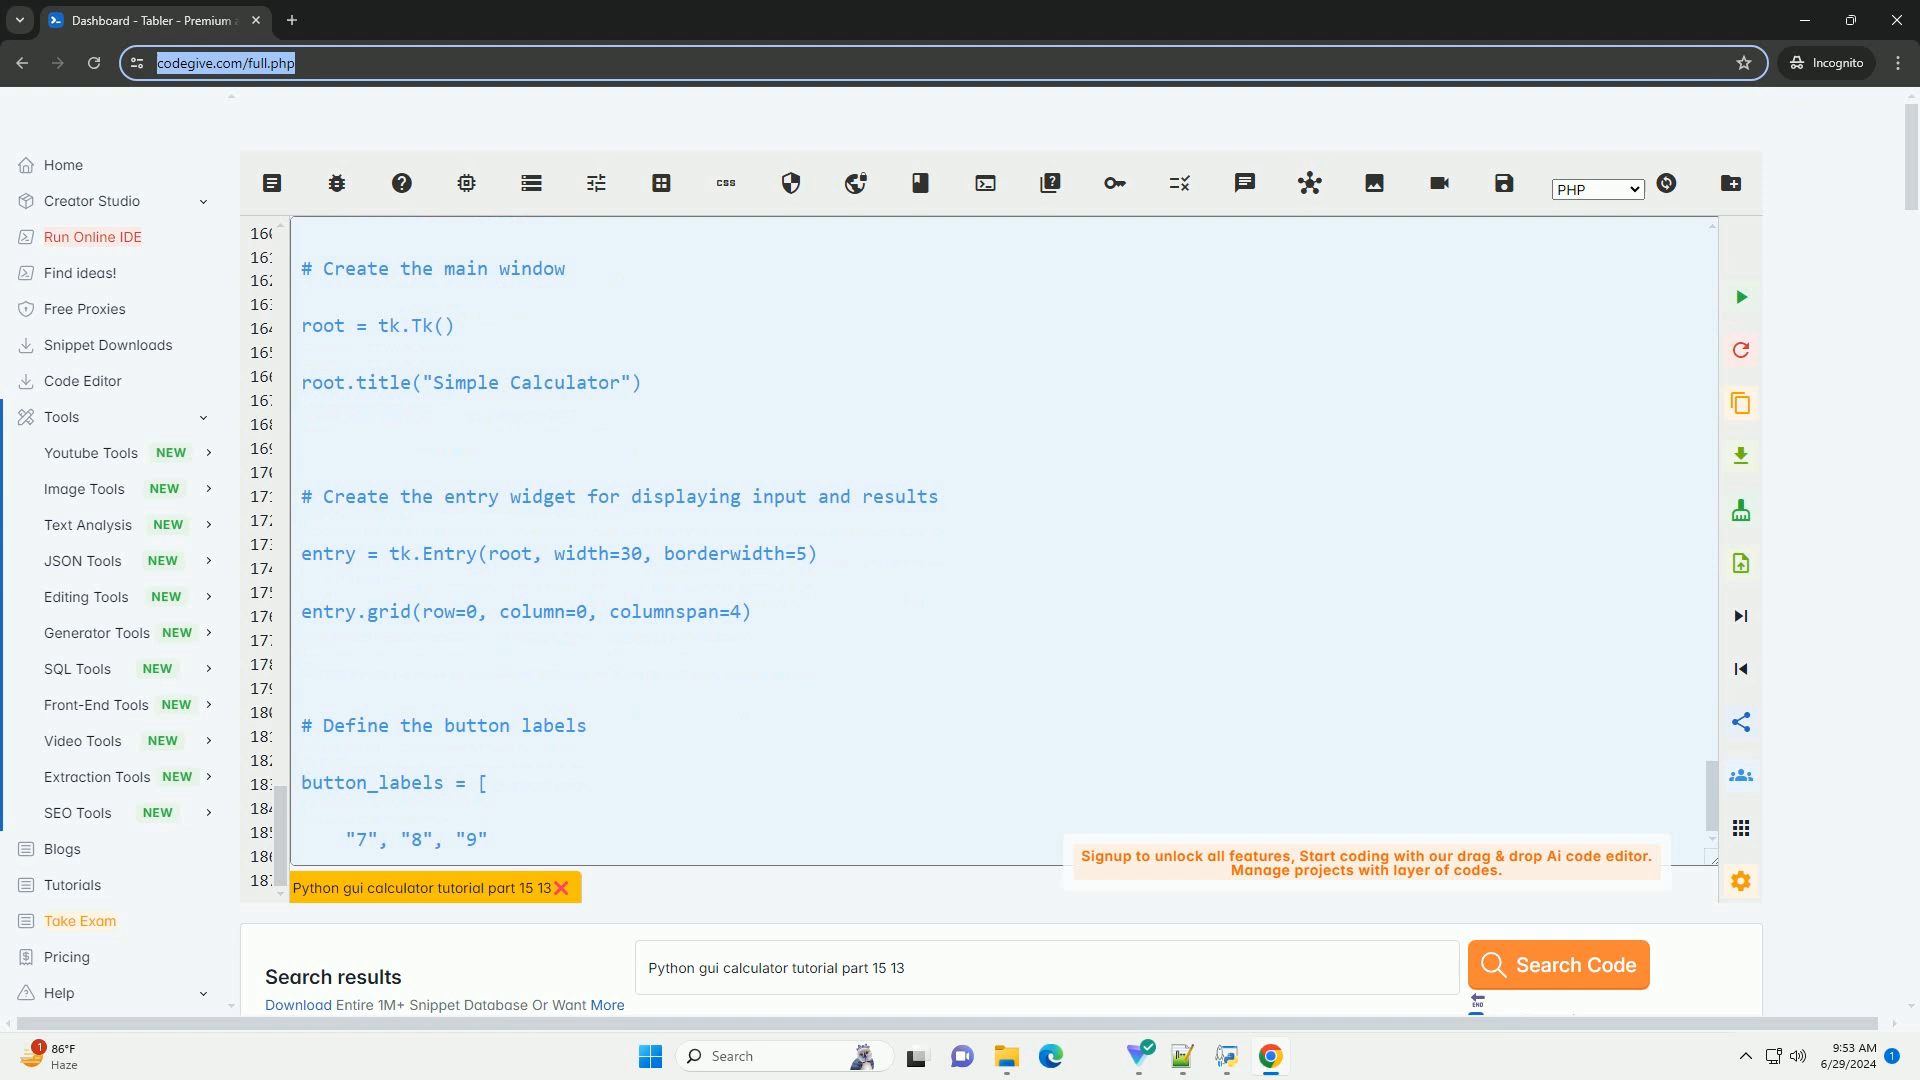 Dashboard - Tabler - Premium
codegive.com/full.php
Incognito
Home
Creator Studio
Run Online IDE
Find ideas!
Free Proxies
Snippet Downloads
Code Editor
Tools
Youtube Tools NEW
Image Tools NEW
Text Analysis NEW
JSON Tools NEW
Editing Tools NEW
Generator Tools NEW
SQL Tools NEW
Front-End Tools NEW
Video Tools NEW
Extraction Tools NEW
SEO Tools NEW
Blogs
Tutorials
Take Exam
Pricing
Help
css
PHP
# Create the main window
root = tk.Tk()
root.title("Simple Calculator")
# Create the entry widget for displaying input and results
entry = tk.Entry(root, width=30, borderwidth=5)
entry.grid(row=0, column=0, columnspan=4)
# Define the button labels
button_labels = [
"7", "8", "9"
Signup to unlock all features, Start coding with our drag & drop Ai code editor.
Manage projects with layer of codes.
Python gui calculator tutorial part 15 13
Search results
Download Entire 1M+ Snippet Database Or Want More
Python gui calculator tutorial part 15 13
Search Code
END
1
86°F
Haze
Search
9:53 AM
6/29/2024
1